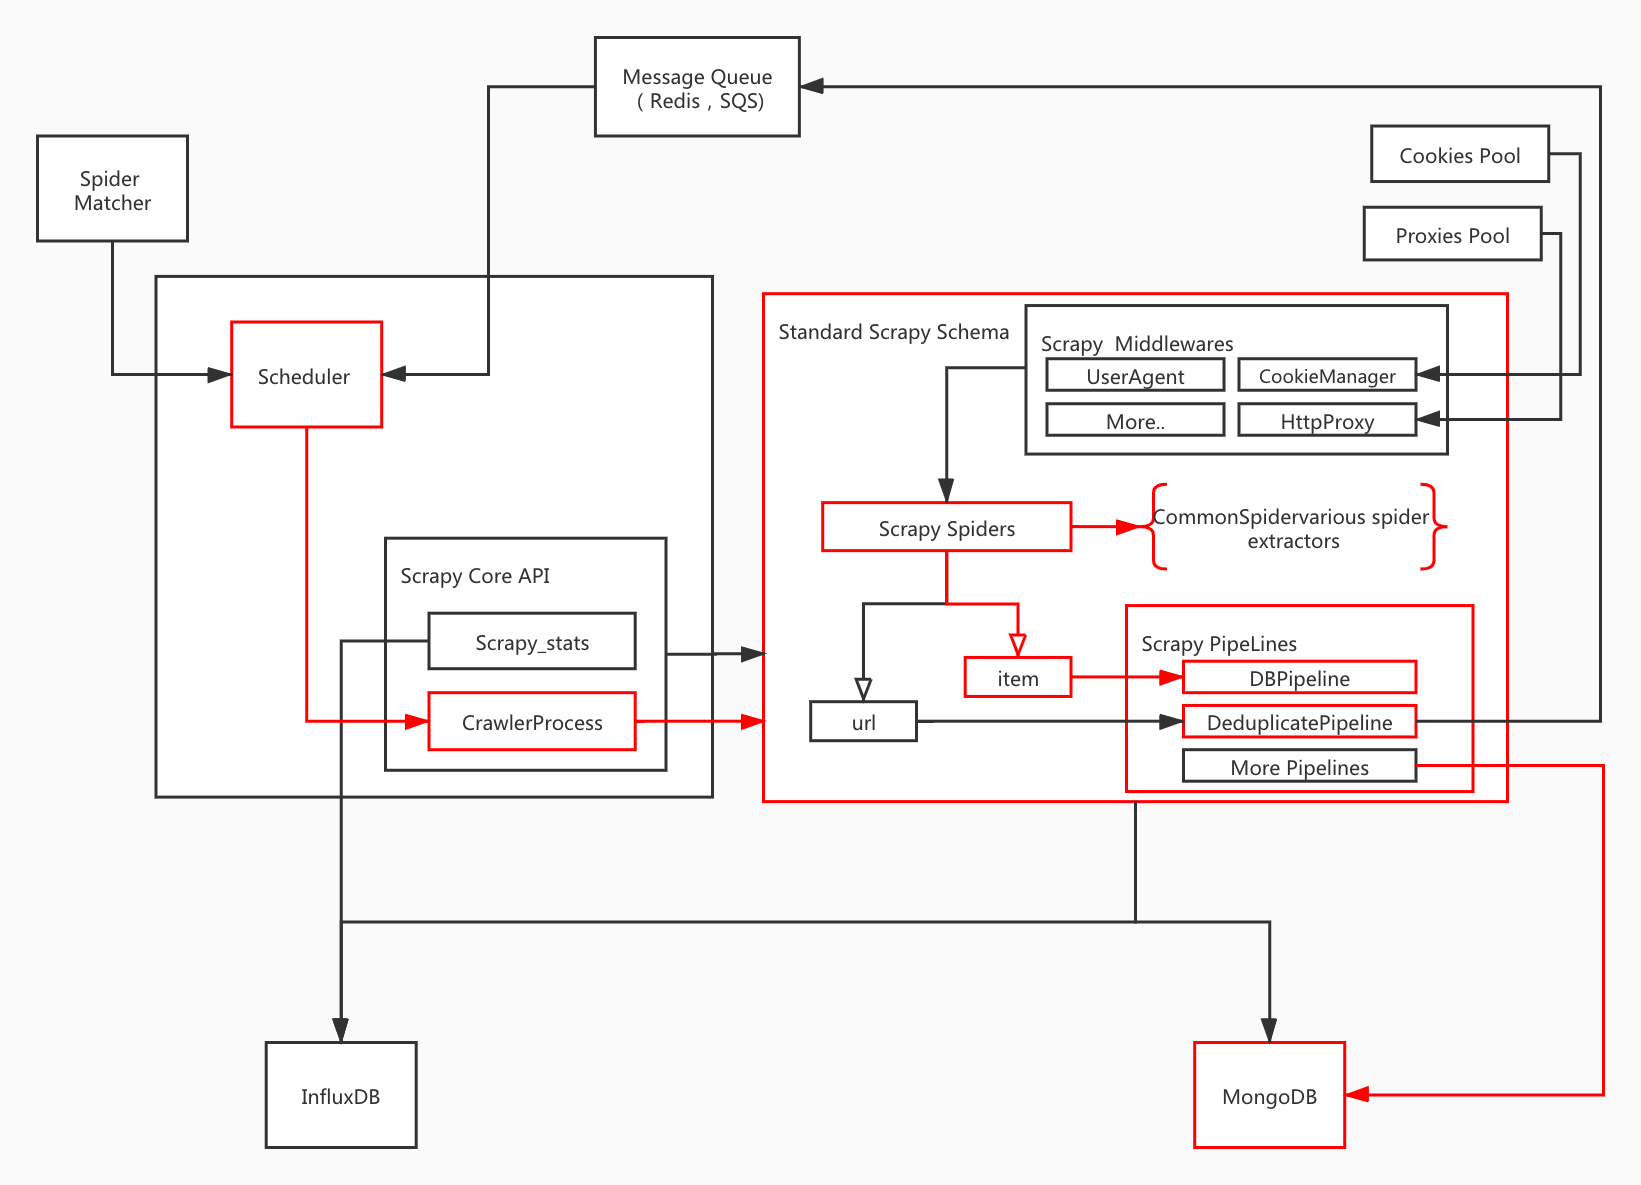 Message Queue
( Redis , SQS)
Spider
Matcher
Cookies Pool
Proxies Pool
Scheduler
Standard Scrapy Schema
Scrapy  Middlewares
UserAgent
CookieManager
More..
HttpProxy
Scrapy Spiders
CommonSpidervarious spider
extractors
Scrapy Core API
Scrapy_stats
CrawlerProcess
item
url
Scrapy PipeLines
DBPipeline
DeduplicatePipeline
More Pipelines
InfluxDB
MongoDB